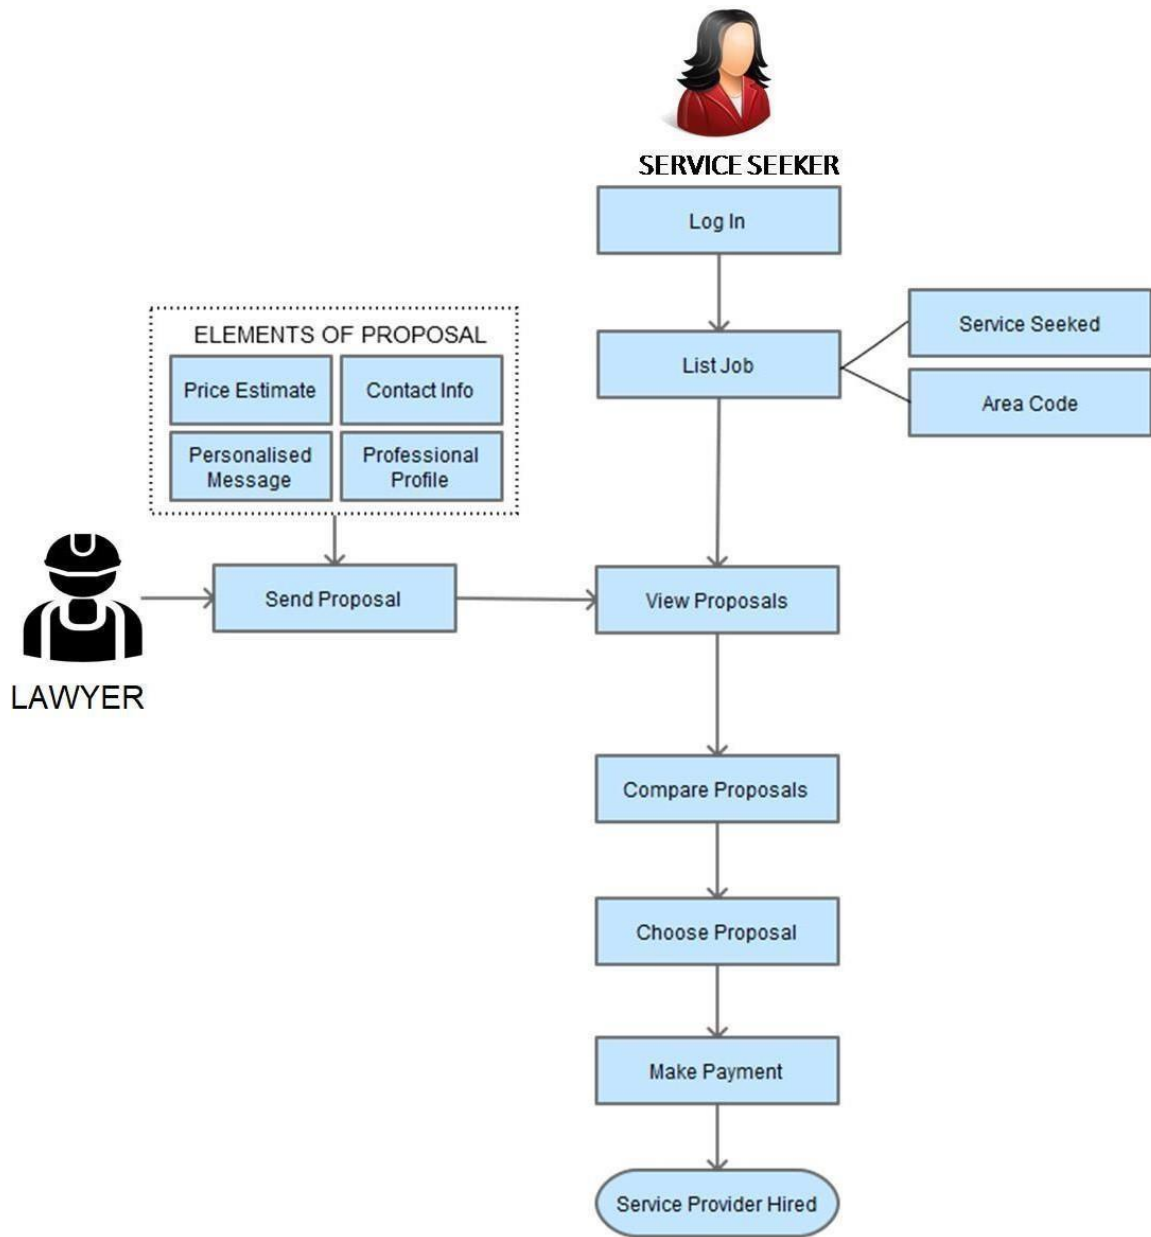 SERVICE SEEKER
Log In
List Job
Service Seeked
Area Code
ELEMENTS OF PROPOSAL
Price Estimate
Contact Info
Personalised
Message
Professional
Profile
LAWYER
Send Proposal
View Proposals
Compare Proposals
Choose Proposal
Make Payment
Service Provider Hired